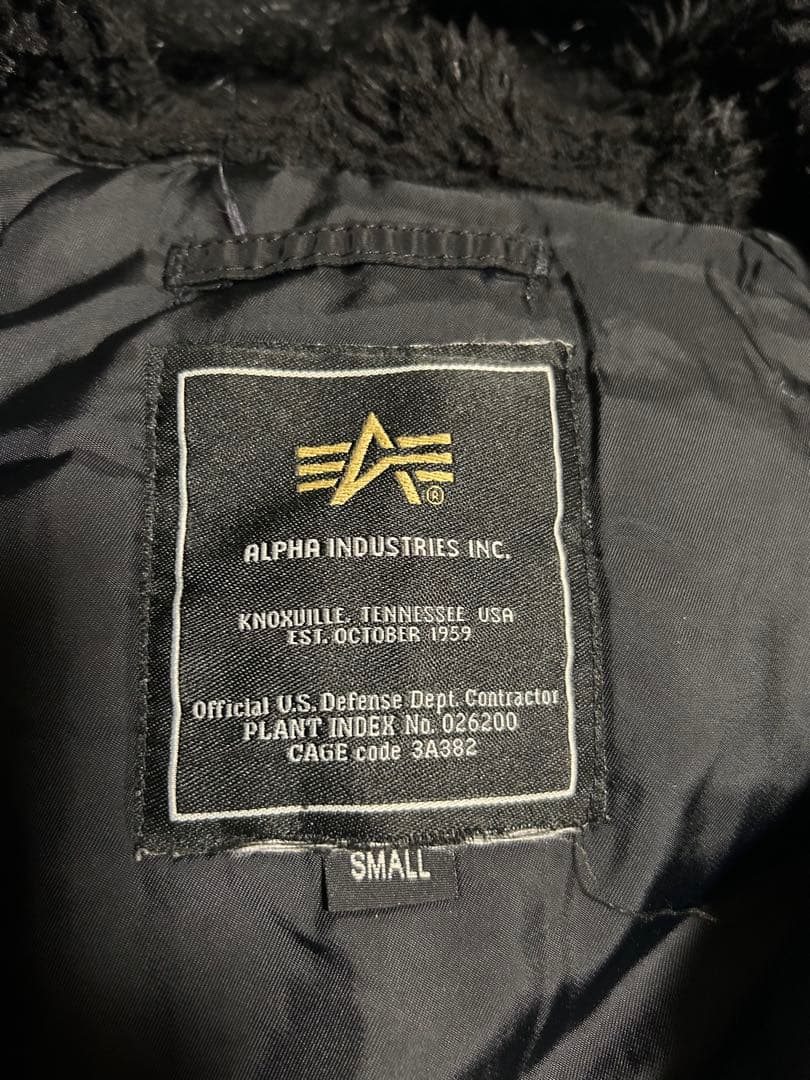 ®
ALPHA INDUSTRIES INC.
KNOXVILLE, TENNESSEE USA
EST. OCTOBER 1959
Official U.S. Defense Dept. Contractor
PLANT INDEX No. 026200
CAGE code 3A382
SMALL